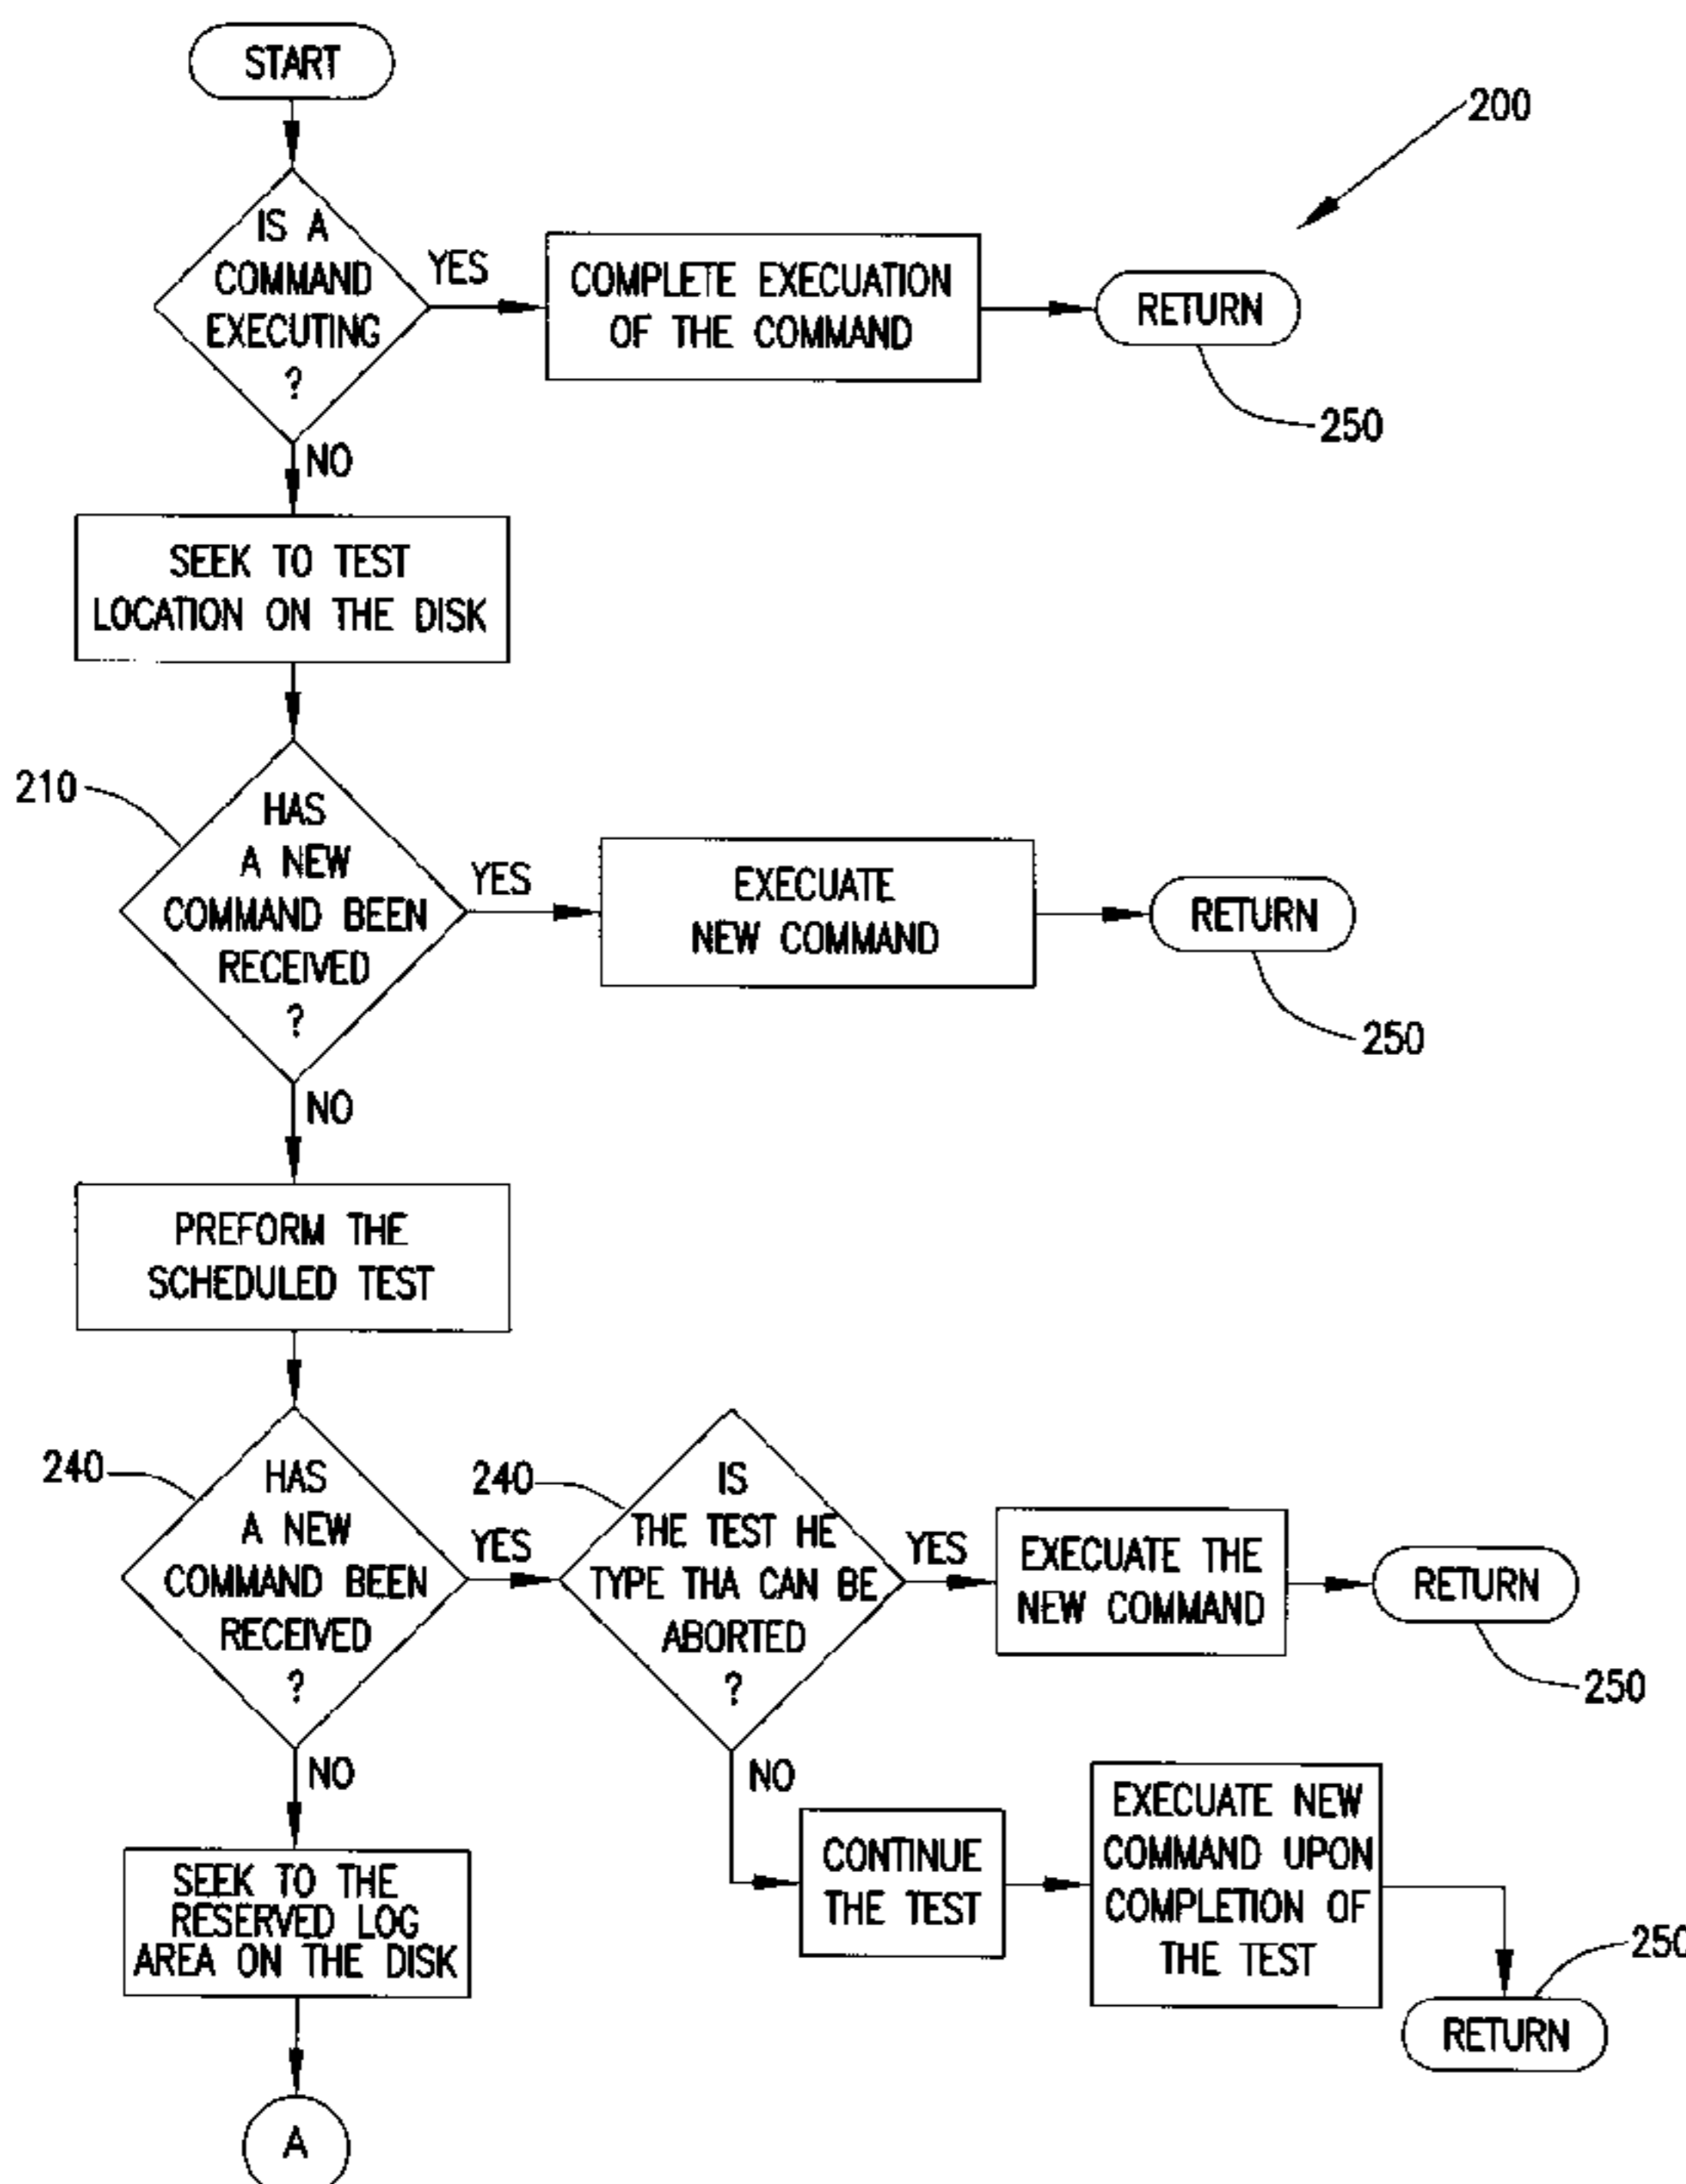 START
200
IS A
COMMAND
EXECUTING
?
YES
COMPLETE EXECUATION
OF THE COMMAND
RETURN
250
NO
SEEK TO TEST
LOCATION ON THE DISK
210
HAS
A NEW
COMMAND BEEN
RECEIVED
?
YES
EXECUATE
NEW COMMAND
RETURN
250
NO
PREFORM THE
SCHEDULED TEST
240
HAS
A NEW
COMMAND BEEN
RECEIVED
?
YES
240
IS
THE TEST HE
TYPE THA CAN BE
ABORTED
?
YES
EXECUATE THE
NEW COMMAND
RETURN
250
NO
SEEK TO THE
RESERVED LOG
AREA ON THE DISK
NO
CONTINUE
THE TEST
EXECUATE NEW
COMMAND UPON
COMPLETION OF
THE TEST
250
RETURN
A